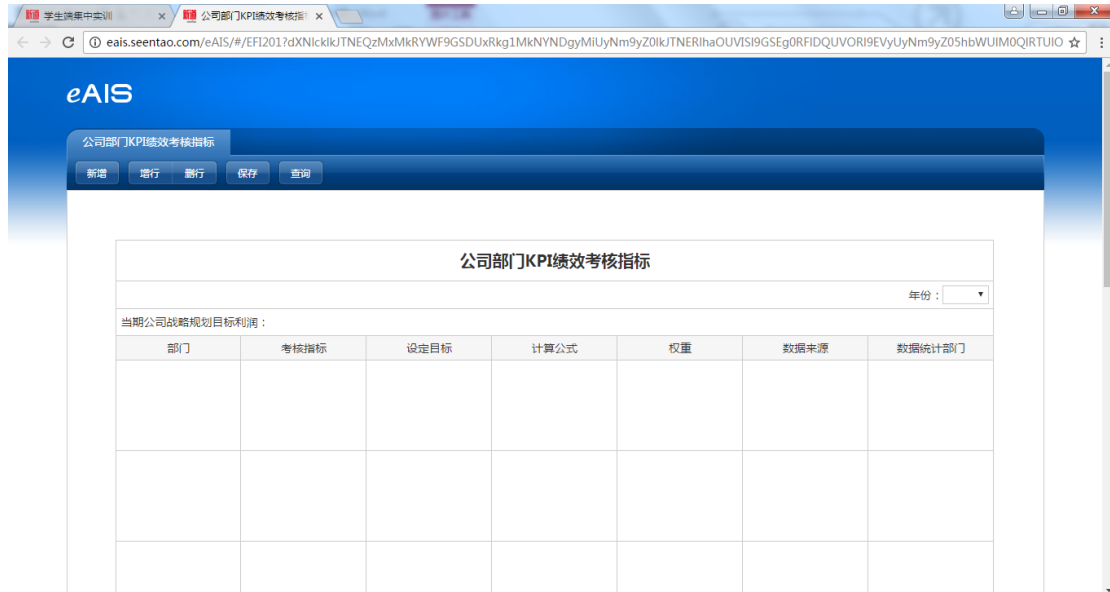 学生端集中实训
公司部门KPI绩效考核指
eais.seentao.com/eAIS/#/EFI201?dXNlcklkJTNEQzMxMkRYWF9GSDUxRkg1MkNYNDgyMiUyNm9yZ0lkJTNERlhaOUVISl9GSEg0RFlDQUVORl9EVyUyNm9yZ05hbWUlM0QlRTUlO
eAIS
公司部门KPI绩效考核指标
新增 增行 删行 保存 查询
公司部门KPI绩效考核指标
年份：
当期公司战略规划目标利润：
部门 考核指标 设定目标 计算公式 权重 数据来源 数据统计部门